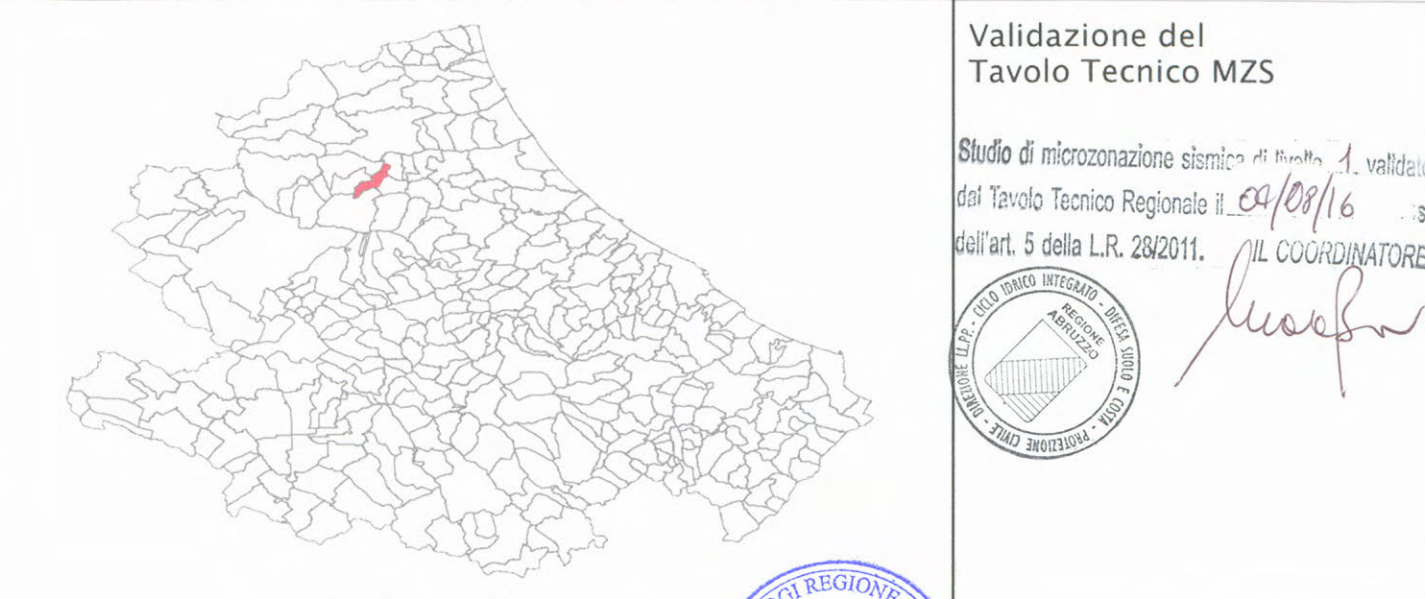 Validazione del
Tavolo Tecnico MZS
Studio di microzonazione sismica di livello 1 validato
dal Tavolo Tecnico Regionale il 04/08/16
dell'art. 5 della L.R. 28/2011. IL COORDINATORE
DIREZIONE LL.PP. - CICLO IDRICO INTEGRATO - DIFESA SUOLO E COSTA - PROTEZIONE CIVILE -
REGIONE
ABRUZZO
REGIONE